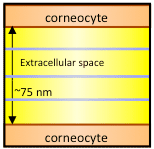 corneocyte
Extracellular space
~75 nm
corneocyte